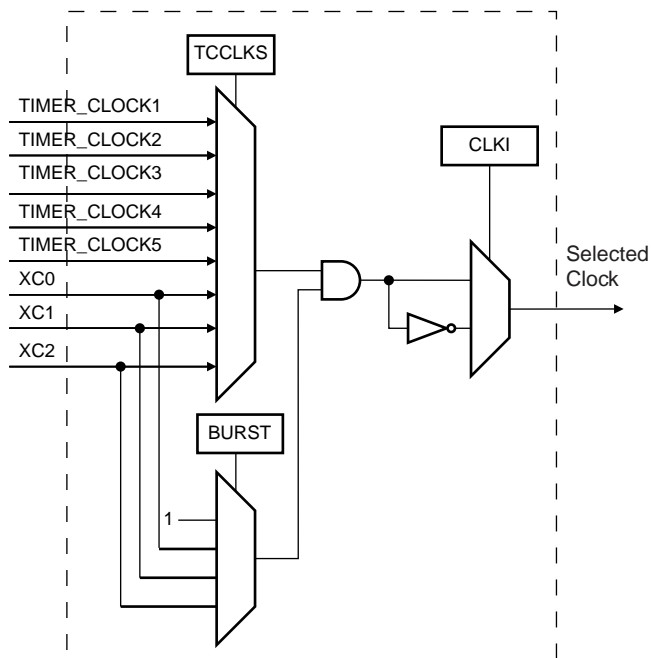 TCCLKS
TIMER_CLOCK1
TIMER_CLOCK2
TIMER_CLOCK3
TIMER_CLOCK4
TIMER_CLOCK5
XC0
XC1
XC2
CLKI
Selected
Clock
BURST
1